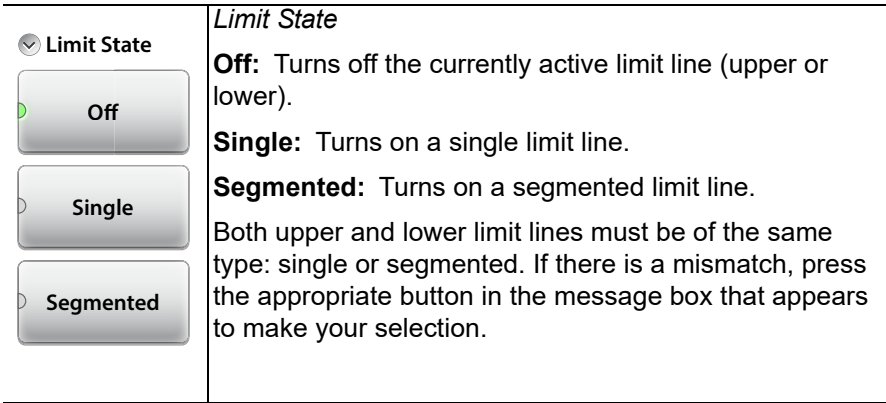 Limit State
Off
Single
Segmented
Limit State
Off: Turns off the currently active limit line (upper or
lower).
Single: Turns on a single limit line.
Segmented: Turns on a segmented limit line.
Both upper and lower limit lines must be of the same
type: single or segmented. If there is a mismatch, press
the appropriate button in the message box that appears
to make your selection.